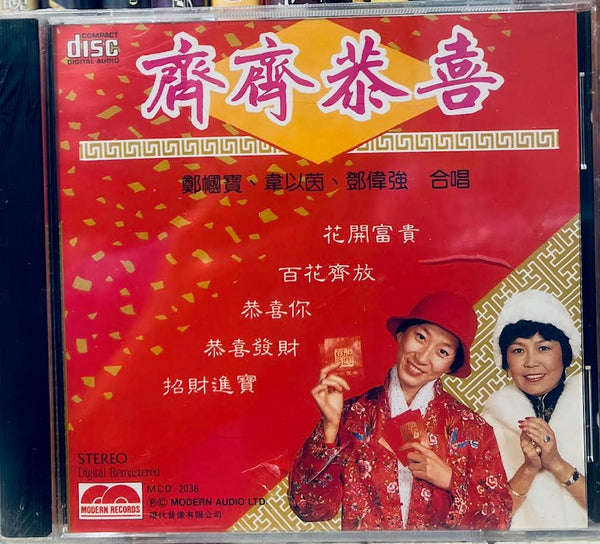 COMPACT
disc
DIGITAL AUDIO
齊齊恭喜
鄭幗寶、韋以茵、鄧偉強 合唱
花開富貴
百花齊放
恭喜你
恭喜發財
招財進寶
STEREO
Digital Remastered
MCD-2038
MODERN RECORDS
ⓅⒸ MODERN AUDIO LTD
現代音像有限公司